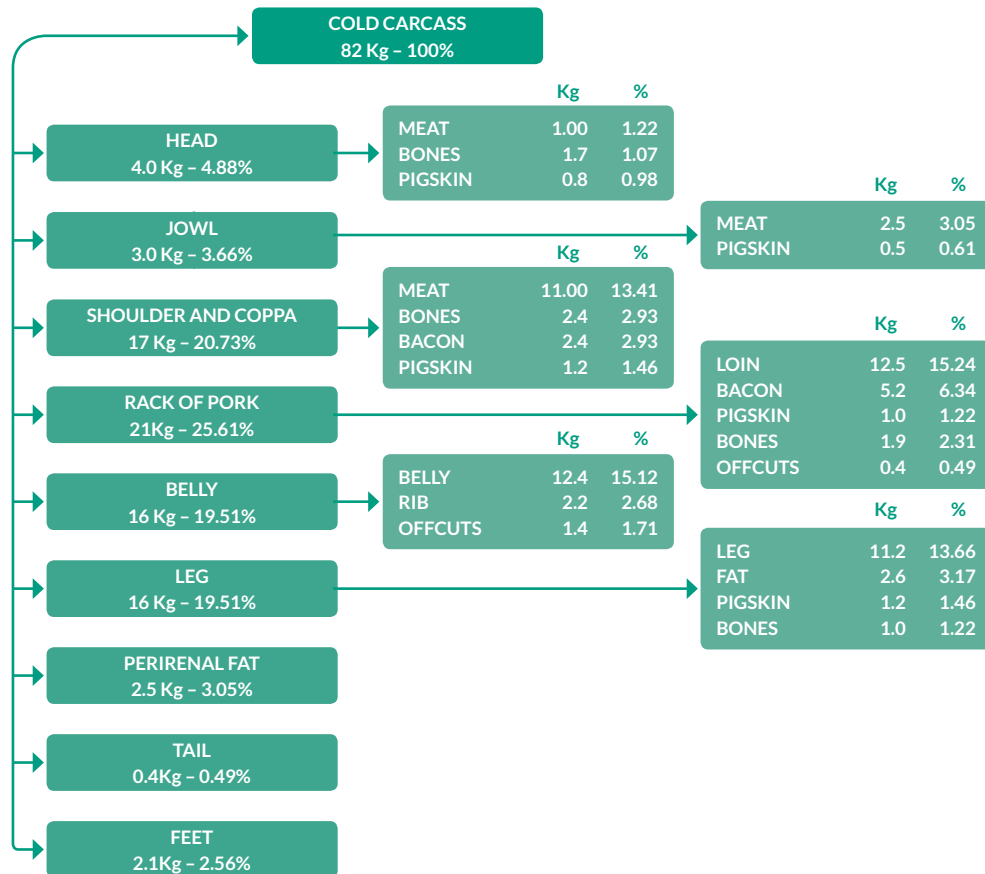 COLD CARCASS
82 Kg – 100%
HEAD
4.0 Kg – 4.88%
Kg %
MEAT 1.00 1.22
BONES 1.7 1.07
PIGSKIN 0.8 0.98
JOWL
3.0 Kg – 3.66%
Kg %
MEAT 2.5 3.05
PIGSKIN 0.5 0.61
SHOULDER AND COPPA
17 Kg – 20.73%
Kg %
MEAT 11.00 13.41
BONES 2.4 2.93
BACON 2.4 2.93
PIGSKIN 1.2 1.46
RACK OF PORK
21Kg – 25.61%
Kg %
LOIN 12.5 15.24
BACON 5.2 6.34
PIGSKIN 1.0 1.22
BONES 1.9 2.31
OFFCUTS 0.4 0.49
BELLY
16 Kg – 19.51%
Kg %
BELLY 12.4 15.12
RIB 2.2 2.68
OFFCUTS 1.4 1.71
LEG
16 Kg – 19.51%
Kg %
LEG 11.2 13.66
FAT 2.6 3.17
PIGSKIN 1.2 1.46
BONES 1.0 1.22
PERIRENAL FAT
2.5 Kg – 3.05%
TAIL
0.4Kg – 0.49%
FEET
2.1Kg – 2.56%